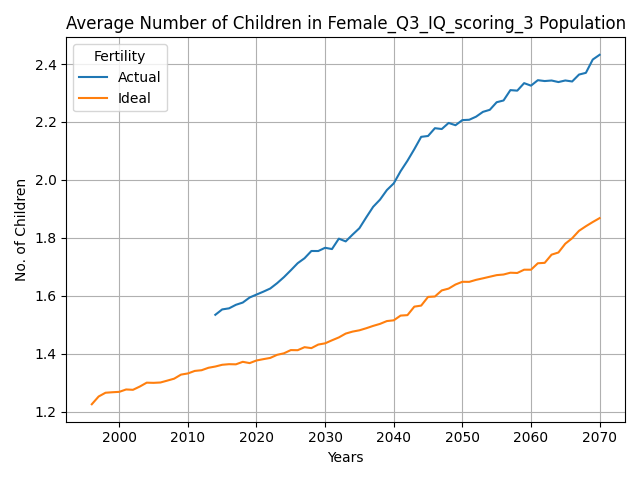 Average Number of Children in Female_Q3_IQ_scoring_3 Population
Fertility
Actual
Ideal
No. of Children
2.4
2.2
2.0
1.8
1.6
1.4
1.2
2000 2010 2020 2030 2040 2050 2060 2070
Years